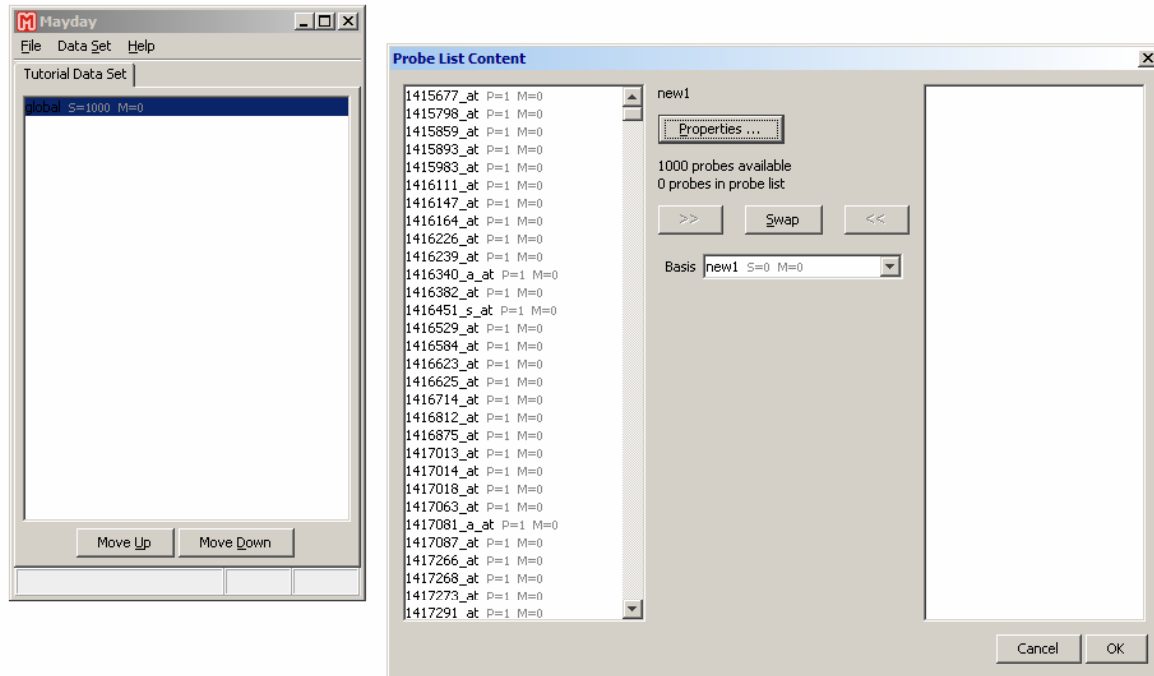 Mayday
File Data Set Help
Tutorial Data Set
global S=1000 M=0
Move Up Move Down
Probe List Content
1415677_at P=1 M=0
1415798_at P=1 M=0
1415859_at P=1 M=0
1415893_at P=1 M=0
1415983_at P=1 M=0
1416111_at P=1 M=0
1416147_at P=1 M=0
1416164_at P=1 M=0
1416226_at P=1 M=0
1416239_at P=1 M=0
1416340_a_at P=1 M=0
1416382_at P=1 M=0
1416451_s_at P=1 M=0
1416529_at P=1 M=0
1416584_at P=1 M=0
1416623_at P=1 M=0
1416625_at P=1 M=0
1416714_at P=1 M=0
1416812_at P=1 M=0
1416875_at P=1 M=0
1417013_at P=1 M=0
1417014_at P=1 M=0
1417018_at P=1 M=0
1417063_at P=1 M=0
1417081_a_at P=1 M=0
1417087_at P=1 M=0
1417266_at P=1 M=0
1417268_at P=1 M=0
1417273_at P=1 M=0
1417291_at P=1 M=0
new1
Properties ...
1000 probes available
0 probes in probe list
>> Swap <<
Basis new1 S=0 M=0
Cancel OK